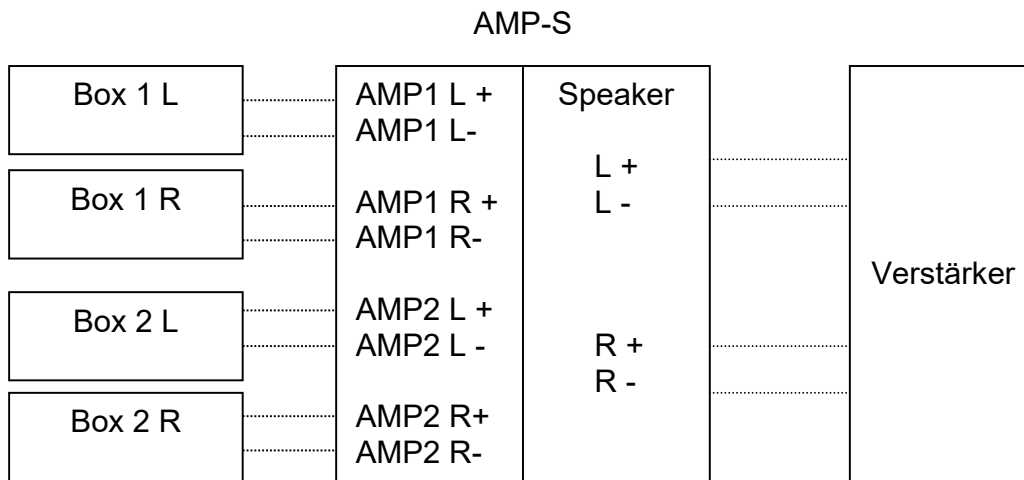 AMP-S
Box 1 L
Box 1 R
Box 2 L
Box 2 R
AMP1 L +
AMP1 L-
AMP1 R +
AMP1 R-
AMP2 L +
AMP2 L -
AMP2 R+
AMP2 R-
Speaker
L +
L -
R +
R -
Verstärker